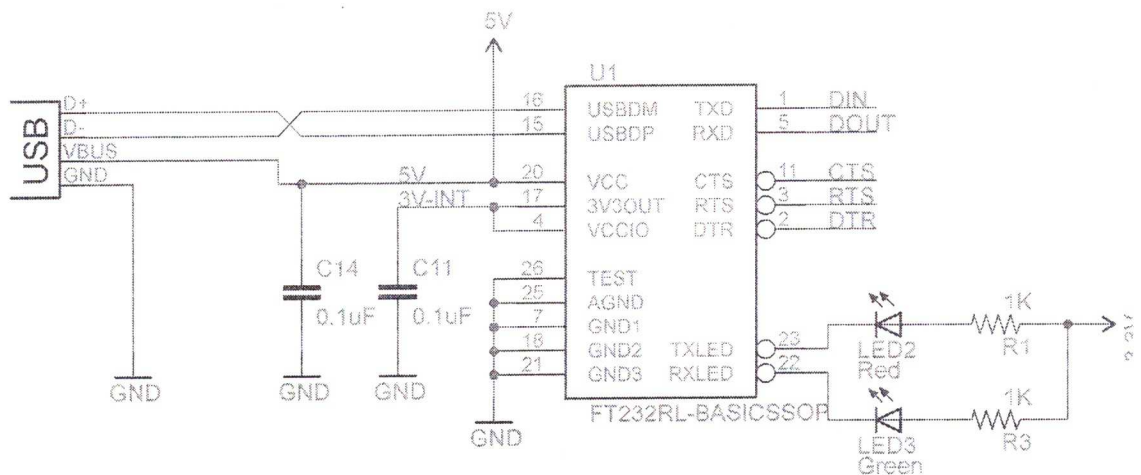 5V
U1
USB
D+
D-
VBUS
GND
16 USBDM TXD 1 DIN
15 USBDP RXD 5 DOUT
5V 20 VCC CTS 11 CTS
3V-INT 17 3V3OUT RTS 3 RTS
4 VCCIO DTR 2 DTR
C14
0.1uF
C11
0.1uF
26 TEST
25 AGND
7 GND1
18 GND2 TXLED 23
21 GND3 RXLED 22
FT232RL-BASICSSOP
LED2
Red
1K
R1
3.3V
LED3
Green
1K
R3
GND
GND
GND
GND